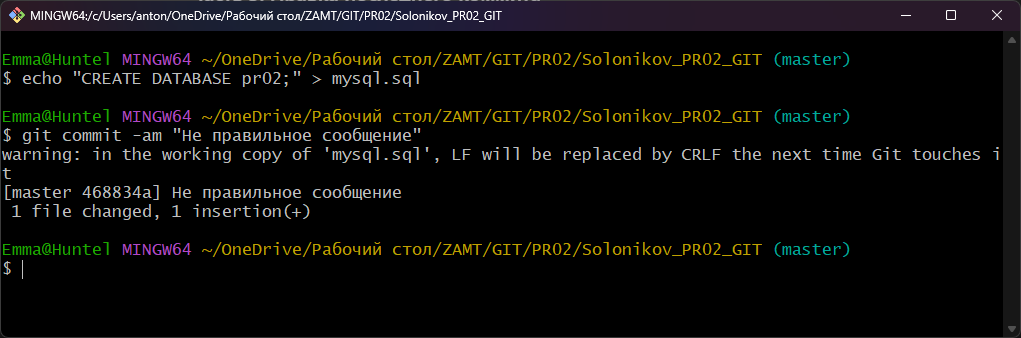 MINGW64:/c/Users/anton/OneDrive/Рабочий стол/ZAMT/GIT/PR02/Solonikov_PR02_GIT
Emma@Huntel MINGW64 ~/OneDrive/Рабочий стол/ZAMT/GIT/PR02/Solonikov_PR02_GIT (master)
$ echo "CREATE DATABASE pr02;" > mysql.sql
Emma@Huntel MINGW64 ~/OneDrive/Рабочий стол/ZAMT/GIT/PR02/Solonikov_PR02_GIT (master)
$ git commit -am "Не правильное сообщение"
warning: in the working copy of 'mysql.sql', LF will be replaced by CRLF the next time Git touches i
t
[master 468834a] Не правильное сообщение
 1 file changed, 1 insertion(+)
Emma@Huntel MINGW64 ~/OneDrive/Рабочий стол/ZAMT/GIT/PR02/Solonikov_PR02_GIT (master)
$